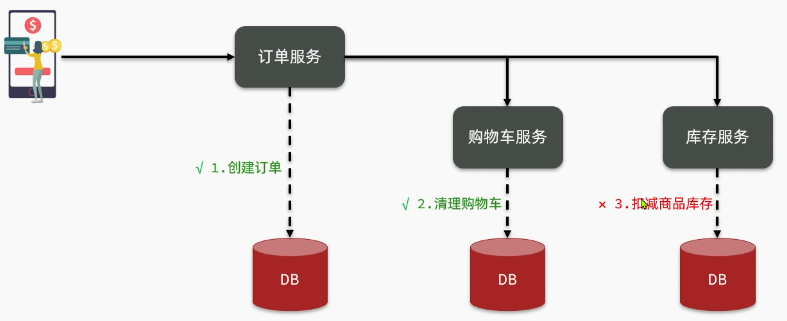 订单服务
购物车服务
库存服务
√ 1.创建订单
√ 2.清理购物车
× 3.扣减商品库存
DB
DB
DB